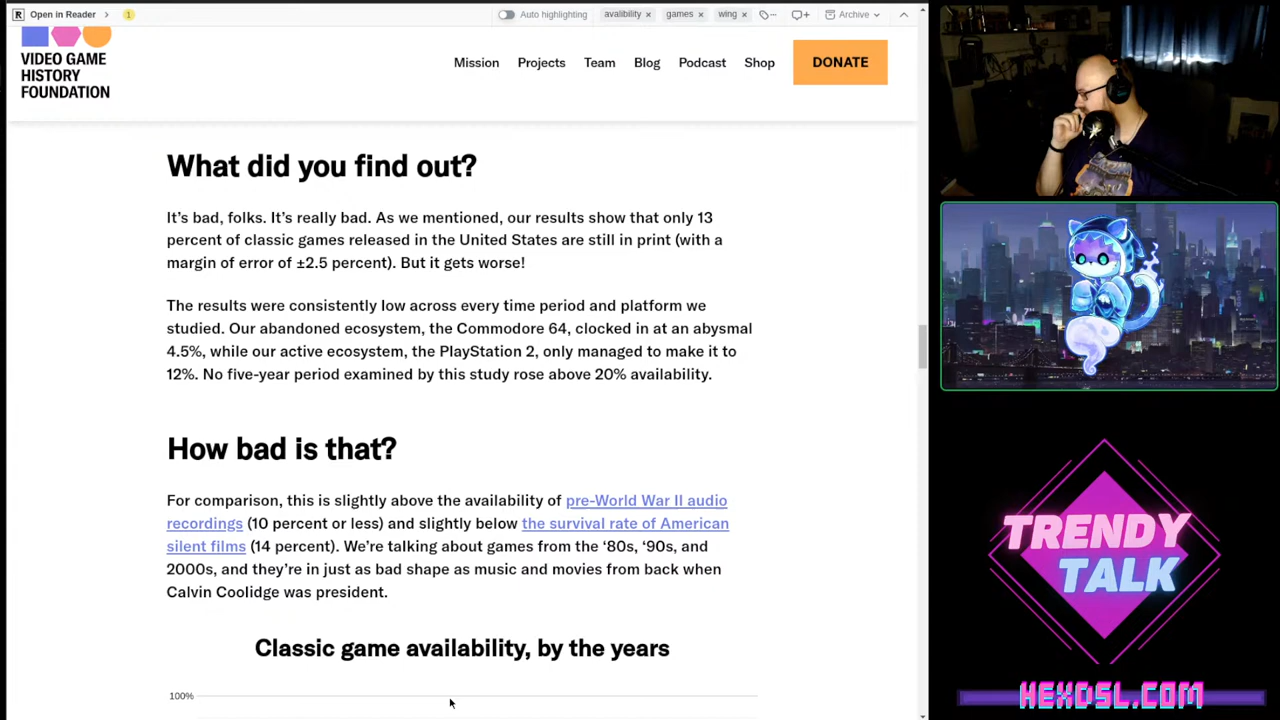 Open in Reader
1
Auto highlighting
avalibility
games
wing
Archive
VIDEO GAME
HISTORY
FOUNDATION
Mission
Projects
Team
Blog
Podcast
Shop
DONATE
What did you find out?
It’s bad, folks. It’s really bad. As we mentioned, our results show that only 13
percent of classic games released in the United States are still in print (with a
margin of error of ±2.5 percent). But it gets worse!
The results were consistently low across every time period and platform we
studied. Our abandoned ecosystem, the Commodore 64, clocked in at an abysmal
4.5%, while our active ecosystem, the PlayStation 2, only managed to make it to
12%. No five-year period examined by this study rose above 20% availability.
How bad is that?
For comparison, this is slightly above the availability of pre-World War II audio
recordings (10 percent or less) and slightly below the survival rate of American
silent films (14 percent). We’re talking about games from the ‘80s, ‘90s, and
2000s, and they’re in just as bad shape as music and movies from back when
Calvin Coolidge was president.
Classic game availability, by the years
100%
TRENDY
TALK
HEXDSL.COM